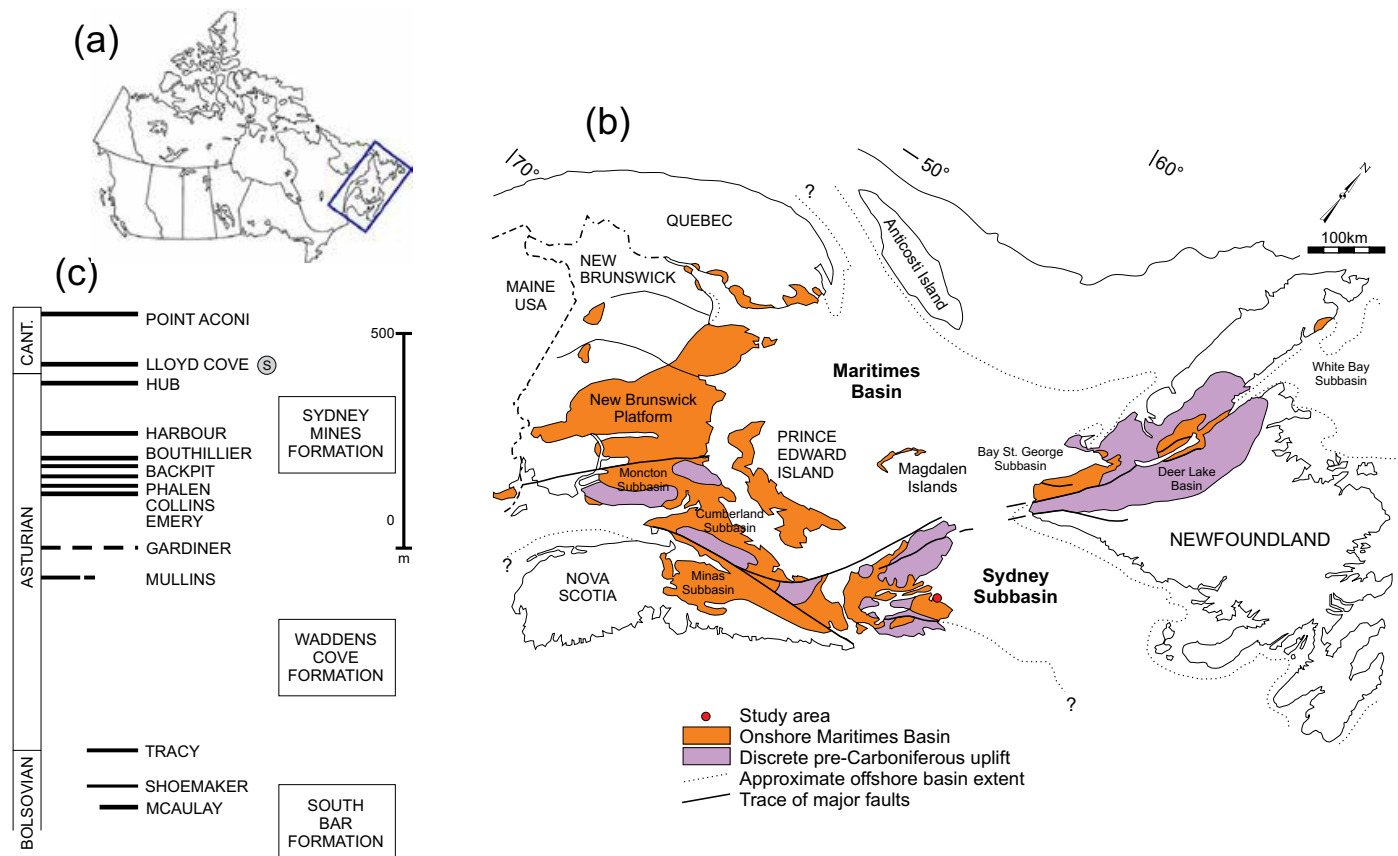 (a)
(b)
70°
50°
60°
N
100km
?
QUEBEC
Anticosti Island
NEW
BRUNSWICK
MAINE
USA
Maritimes
Basin
White Bay
Subbasin
New Brunswick
Platform
PRINCE
EDWARD
ISLAND
Bay St. George
Subbasin
Magdalen
Islands
Deer Lake
Basin
Moncton
Subbasin
Cumberland
Subbasin
NEWFOUNDLAND
?
NOVA
SCOTIA
Minas
Subbasin
Sydney
Subbasin
?
Study area
Onshore Maritimes Basin
Discrete pre-Carboniferous uplift
Approximate offshore basin extent
Trace of major faults
(c)
CANT.
ASTURIAN
BOLSOVIAN
POINT ACONI
LLOYD COVE S
HUB
HARBOUR
BOUTHILLIER
BACKPIT
PHALEN
COLLINS
EMERY
GARDINER
MULLINS
TRACY
SHOEMAKER
MCAULAY
500
0
m
SYDNEY
MINES
FORMATION
WADDENS
COVE
FORMATION
SOUTH
BAR
FORMATION